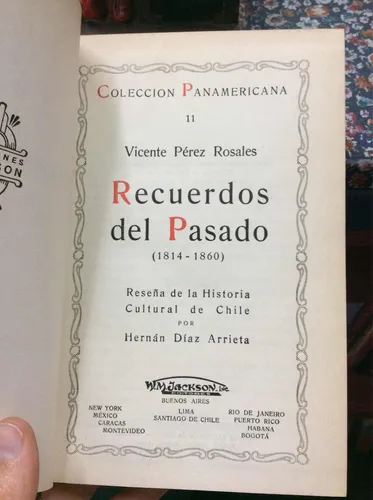 COLECCION PANAMERICANA
11
Vicente Pérez Rosales
Recuerdos
del Pasado
(1814-1860)
Reseña de la Historia
Cultural de Chile
POR
Hernán Díaz Arrieta
W.M. JACKSON, Inc.
EDITORES
BUENOS AIRES
NEW YORK
MÉXICO
CARACAS
MONTEVIDEO
LIMA
SANTIAGO DE CHILE
RIO DE JANEIRO
PUERTO RICO
HABANA
BOGOTÁ